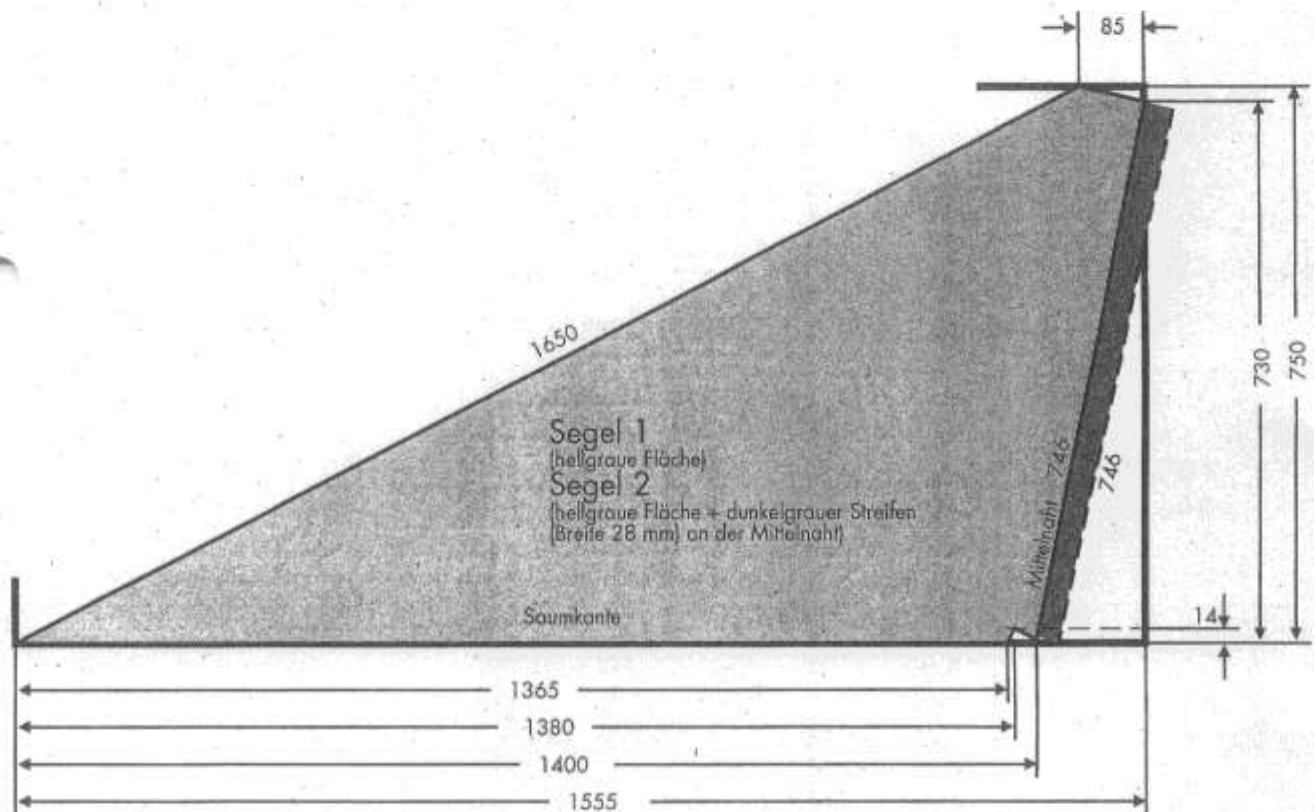 85
1650
730
750
Segel 1
(hellgraue Fläche)
Segel 2
(hellgraue Fläche + dunkelgrauer Streifen
(Breite 28 mm) an der Mittelnaht)
Mittelnaht 746
746
Saumkante
14
1365
1380
1400
1555